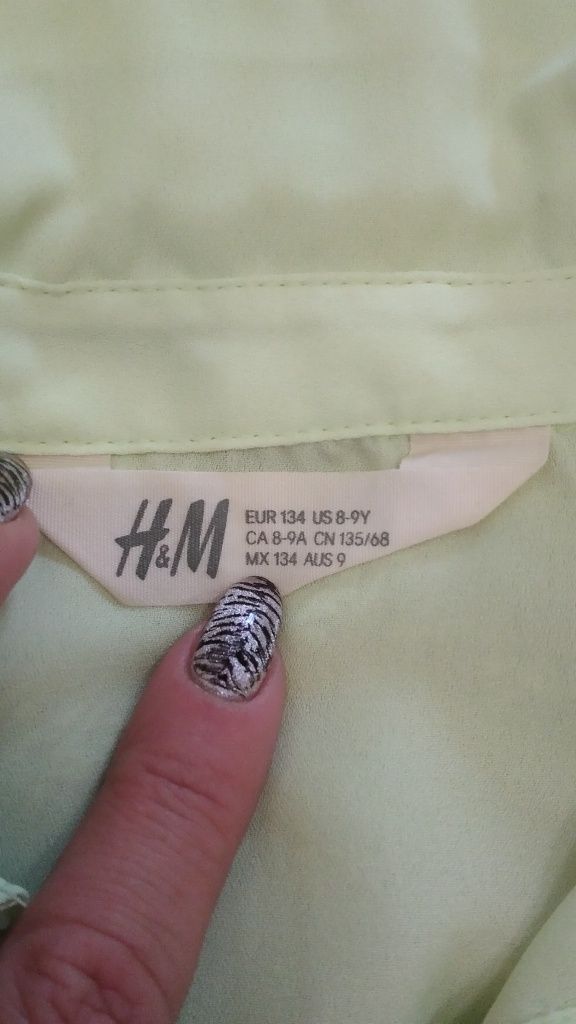 H&M
EUR 134 US 8-9Y
CA 8-9A CN 135/68
MX 134 AUS 9